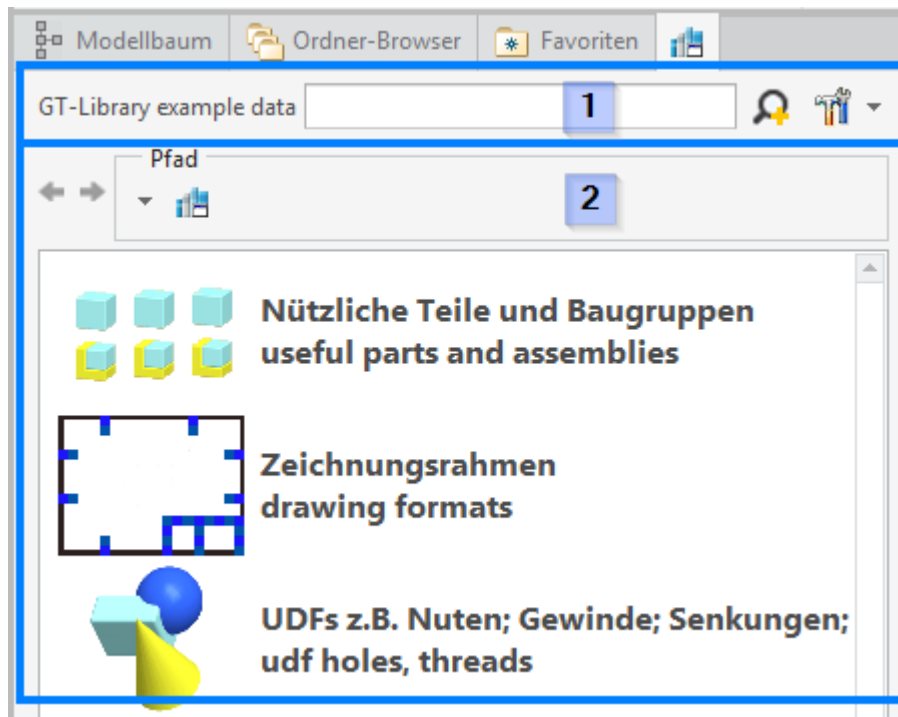 Modellbaum
Ordner-Browser
Favoriten
GT-Library example data
1
Pfad
2
Nützliche Teile und Baugruppen
useful parts and assemblies
Zeichnungsrahmen
drawing formats
UDFs z.B. Nuten; Gewinde; Senkungen;
udf holes, threads